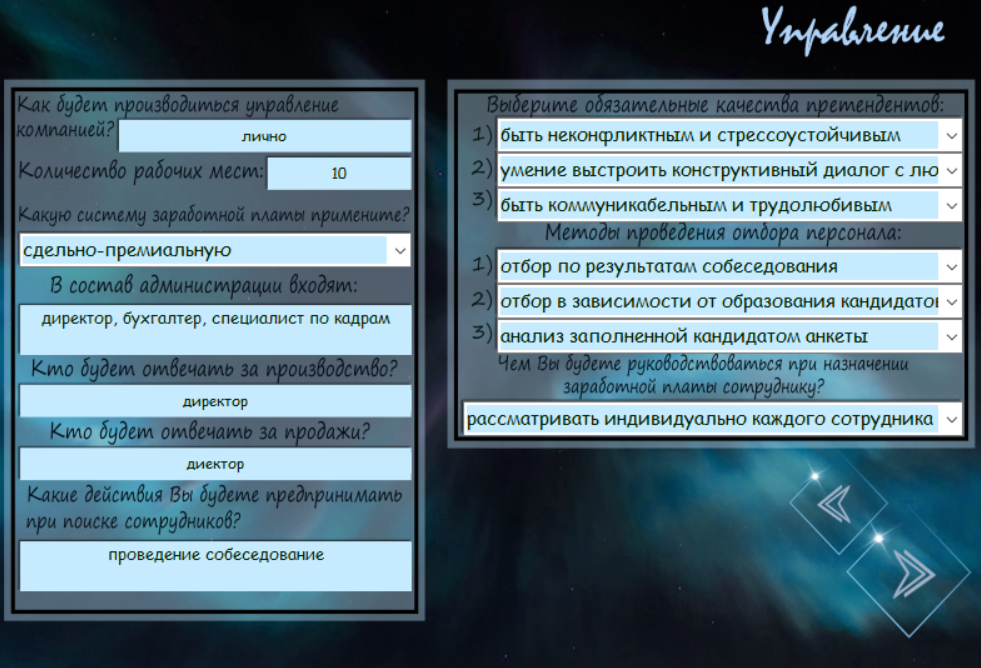 Управление
Как будет производиться управление
компанией? лично
Количество рабочих мест: 10
Какую систему заработной платы примените?
сдельно-премиальную
В состав администрации входят:
директор, бухгалтер, специалист по кадрам
Кто будет отвечать за производство?
директор
Кто будет отвечать за продажи?
диектор
Какие действия Вы будете предпринимать
при поиске сотрудников?
проведение собеседование
Выберите обязательные качества претендентов:
1) быть неконфликтным и стрессоустойчивым
2) умение выстроить конструктивный диалог с лю
3) быть коммуникабельным и трудолюбивым
Методы проведения отбора персонала:
1) отбор по результатам собеседования
2) отбор в зависимости от образования кандидатов
3) анализ заполненной кандидатом анкеты
Чем Вы будете руководствоваться при назначении
заработной платы сотруднику?
рассматривать индивидуально каждого сотрудника